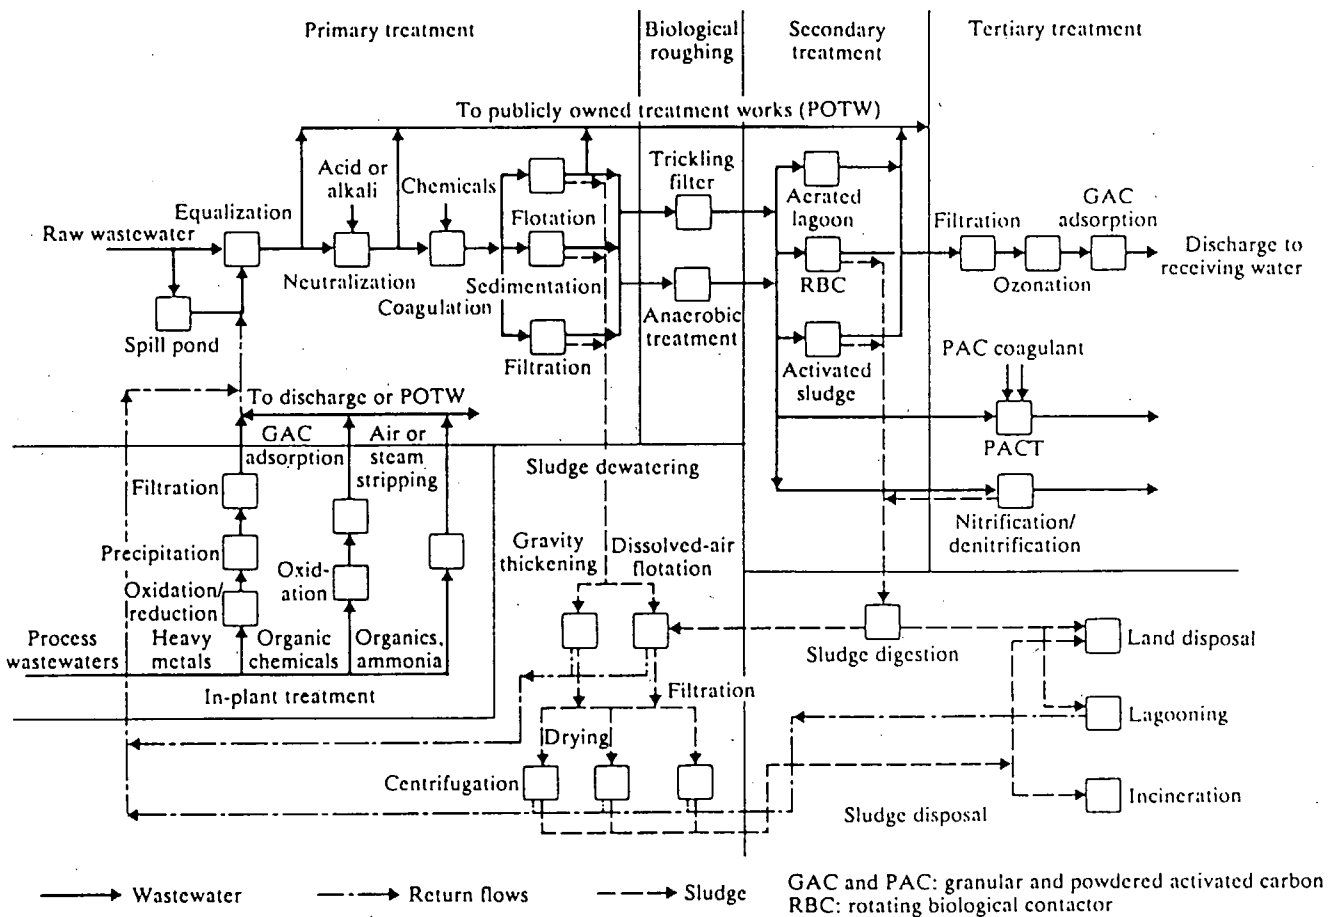 Primary treatment
Biological
roughing
Secondary
treatment
Tertiary treatment
To publicly owned treatment works (POTW)
Acid or
alkali
Chemicals
Trickling
filter
Equalization
Flotation
Aerated
lagoon
Filtration
GAC
adsorption
Raw wastewater
Neutralization
Coagulation
Sedimentation
RBC
Ozonation
Discharge to
receiving water
Spill pond
Filtration
Anaerobic
treatment
Activated
sludge
PAC coagulant
To discharge or POTW
GAC
adsorption
Air or
steam
stripping
PACT
Sludge dewatering
Filtration
Nitrification/
denitrification
Precipitation
Gravity
thickening
Dissolved-air
flotation
Oxidation/
reduction
Oxid-
ation
Process
wastewaters
Heavy
metals
Organic
chemicals
Organics,
ammonia
In-plant treatment
Sludge digestion
Land disposal
Filtration
Lagooning
Drying
Centrifugation
Incineration
Sludge disposal
Wastewater
Return flows
Sludge
GAC and PAC: granular and powdered activated carbon
RBC: rotating biological contactor